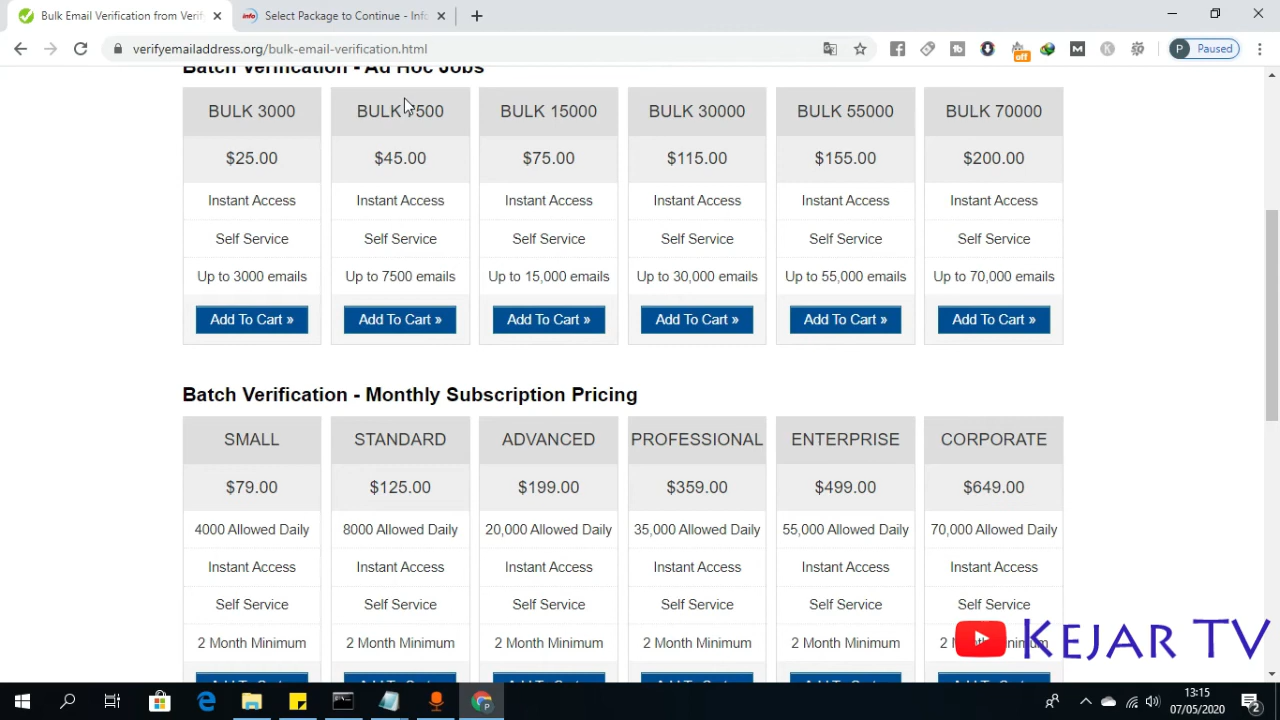 Bulk Email Verification from Verif
Select Package to Continue - Info
verifyemailaddress.org/bulk-email-verification.html
off
M
K
P
Paused
Batch Verification - Ad Hoc Jobs
BULK 3000
BULK 7500
BULK 15000
BULK 30000
BULK 55000
BULK 70000
$25.00
$45.00
$75.00
$115.00
$155.00
$200.00
Instant Access
Instant Access
Instant Access
Instant Access
Instant Access
Instant Access
Self Service
Self Service
Self Service
Self Service
Self Service
Self Service
Up to 3000 emails
Up to 7500 emails
Up to 15,000 emails
Up to 30,000 emails
Up to 55,000 emails
Up to 70,000 emails
Add To Cart »
Add To Cart »
Add To Cart »
Add To Cart »
Add To Cart »
Add To Cart »
Batch Verification - Monthly Subscription Pricing
SMALL
STANDARD
ADVANCED
PROFESSIONAL
ENTERPRISE
CORPORATE
$79.00
$125.00
$199.00
$359.00
$499.00
$649.00
4000 Allowed Daily
8000 Allowed Daily
20,000 Allowed Daily
35,000 Allowed Daily
55,000 Allowed Daily
70,000 Allowed Daily
Instant Access
Instant Access
Instant Access
Instant Access
Instant Access
Instant Access
Self Service
Self Service
Self Service
Self Service
Self Service
Self Service
2 Month Minimum
2 Month Minimum
2 Month Minimum
2 Month Minimum
2 Month Minimum
KEJAR TV
13:15
07/05/2020
2